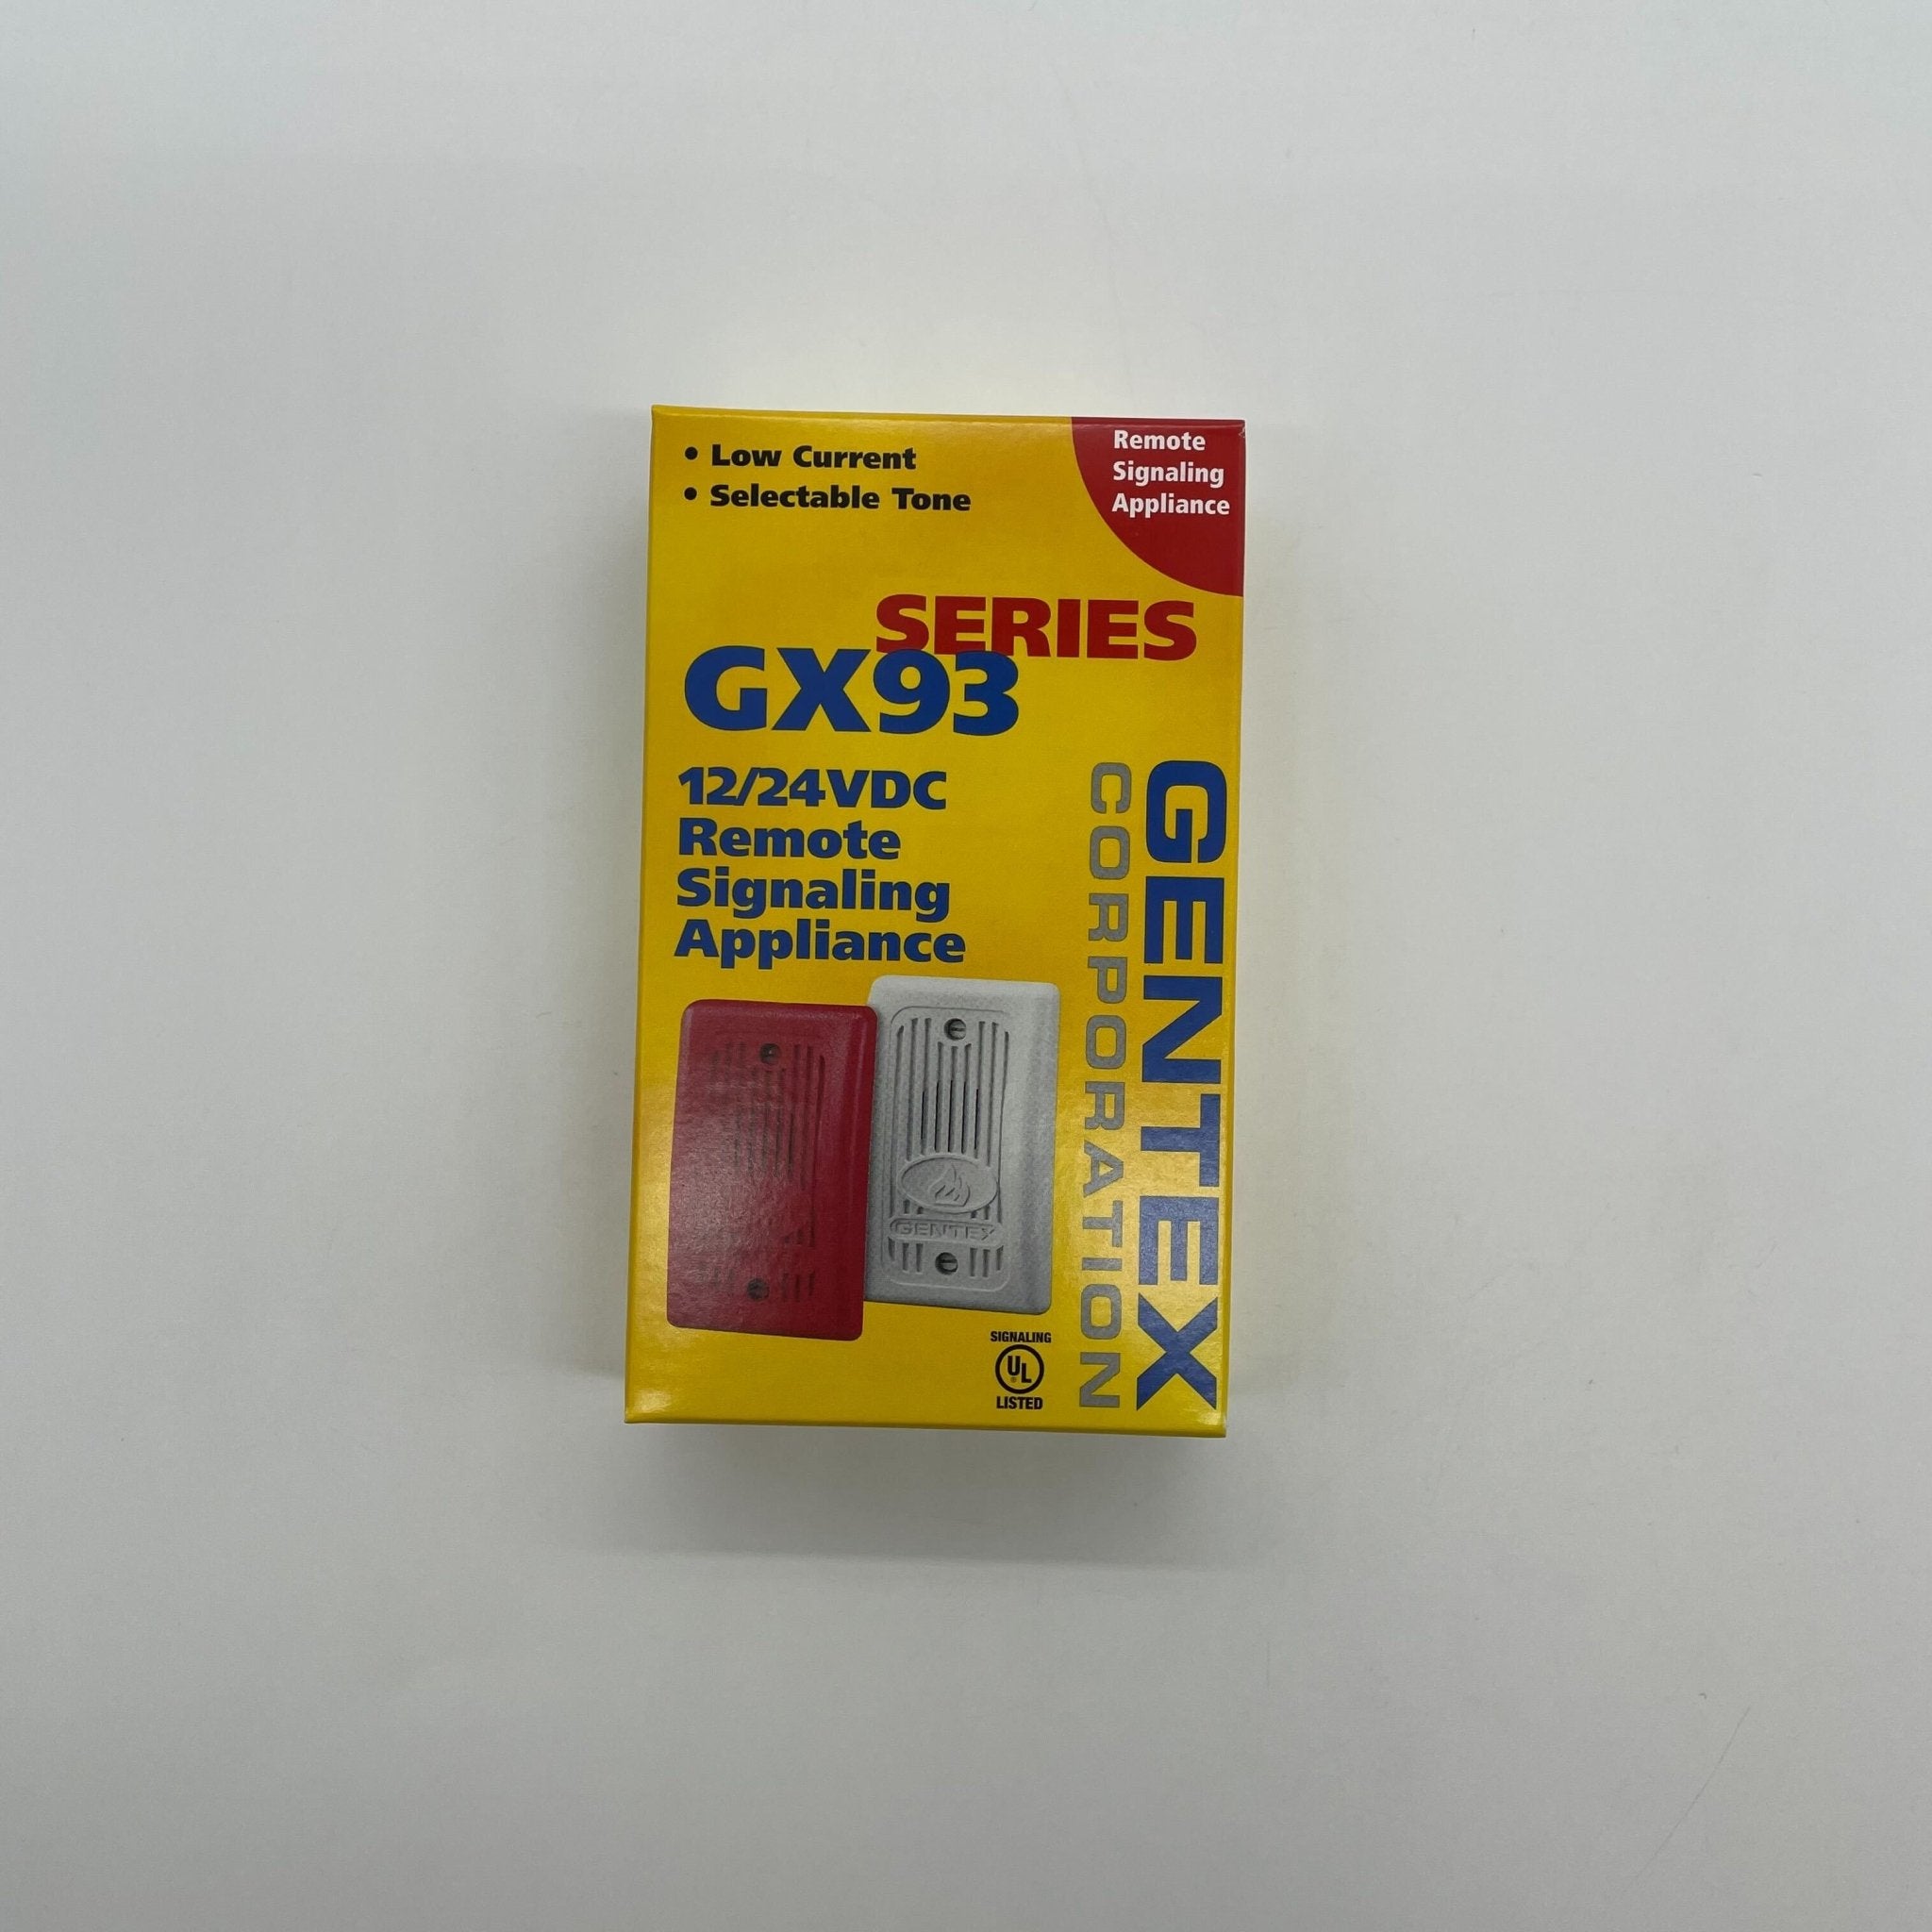 • Low Current
• Selectable Tone
Remote
Signaling
Appliance
SERIES
GX93
12/24VDC
Remote
Signaling
Appliance
GENTEX
CORPORATION
GENTEX
SIGNALING
UL
LISTED